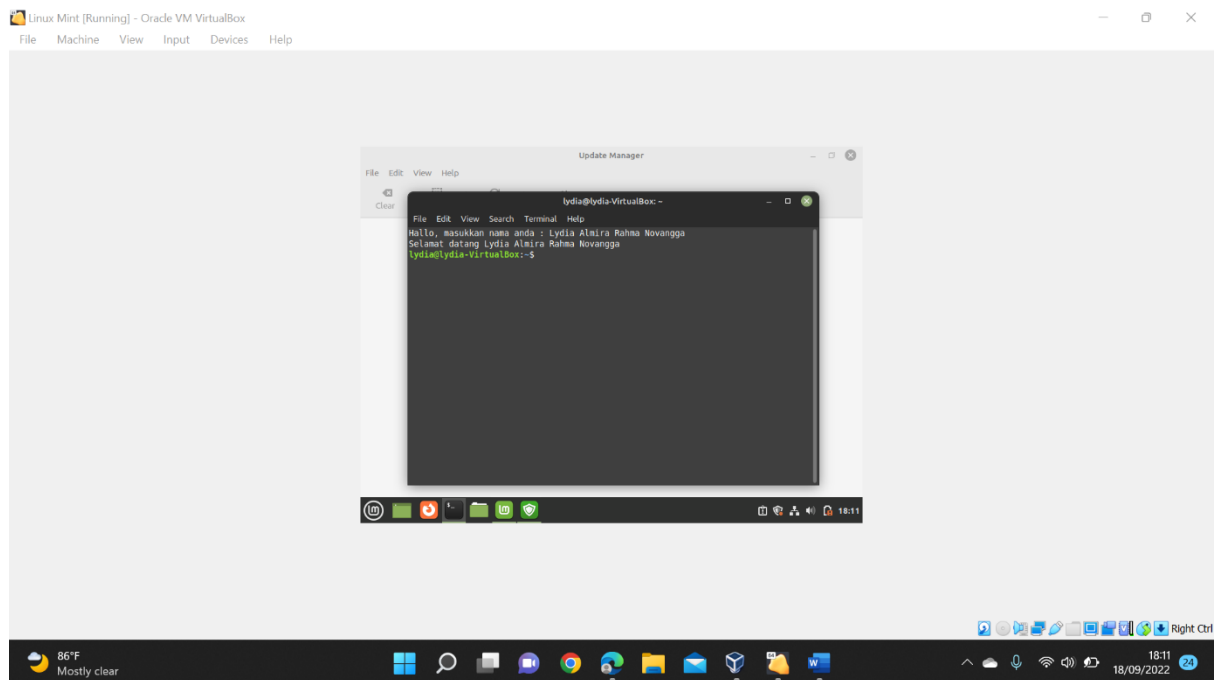 Linux Mint [Running] - Oracle VM VirtualBox
File Machine View Input Devices Help
Update Manager
File Edit View Help
Clear
lydia@lydia-VirtualBox: ~
File Edit View Search Terminal Help
Hallo, masukkan nama anda : Lydia Almira Rahma Novangga
Selamat datang Lydia Almira Rahma Novangga
lydia@lydia-VirtualBox:~$
18:11
Right Ctrl
86°F
Mostly clear
18:11
18/09/2022
24